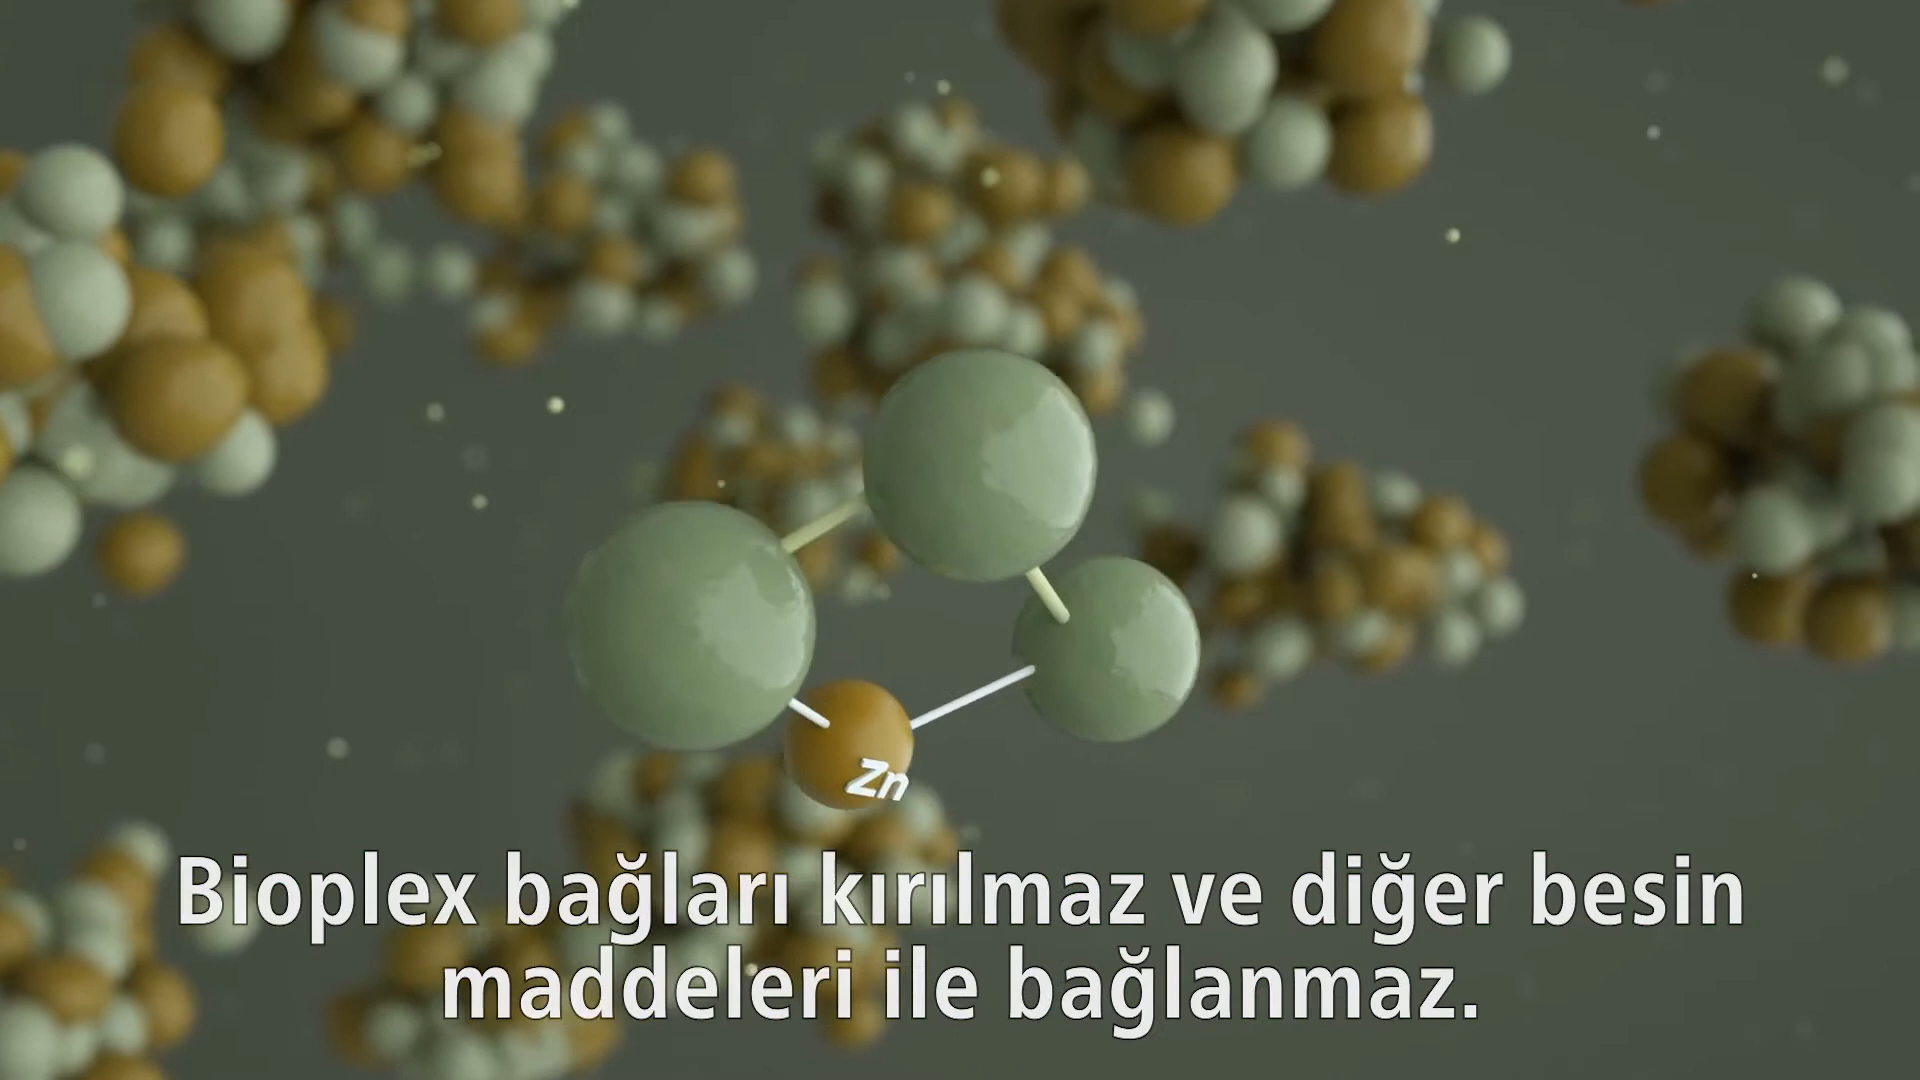 Zn
Bioplex bağları kırılmaz ve diğer besin
maddeleri ile bağlanmaz.